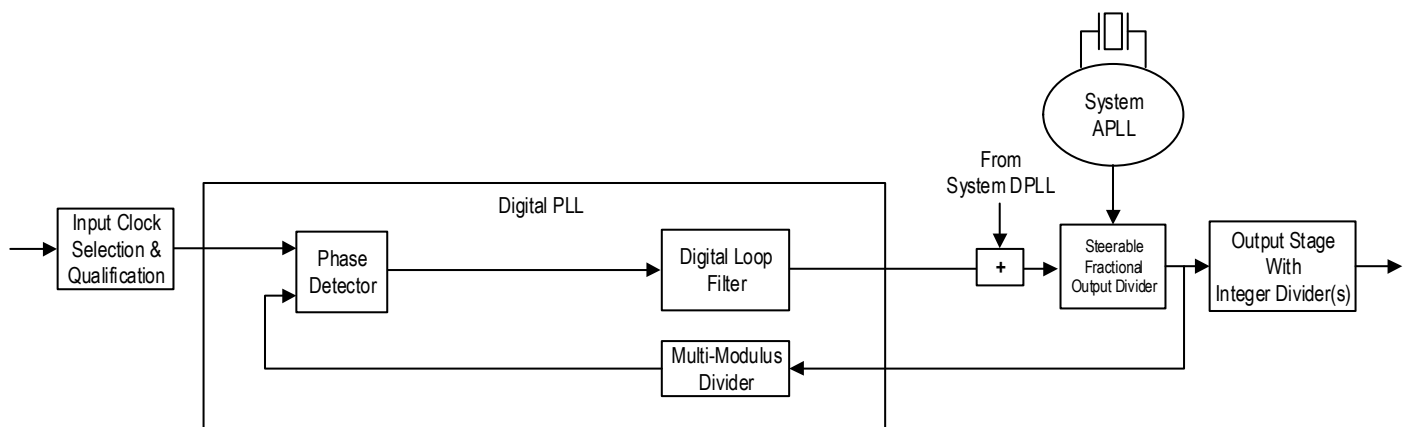 System
APLL
From
System DPLL
Digital PLL
Input Clock
Selection &
Qualification
Phase
Detector
Digital Loop
Filter
+
Steerable
Fractional
Output Divider
Output Stage
With
Integer Divider(s)
Multi-Modulus
Divider